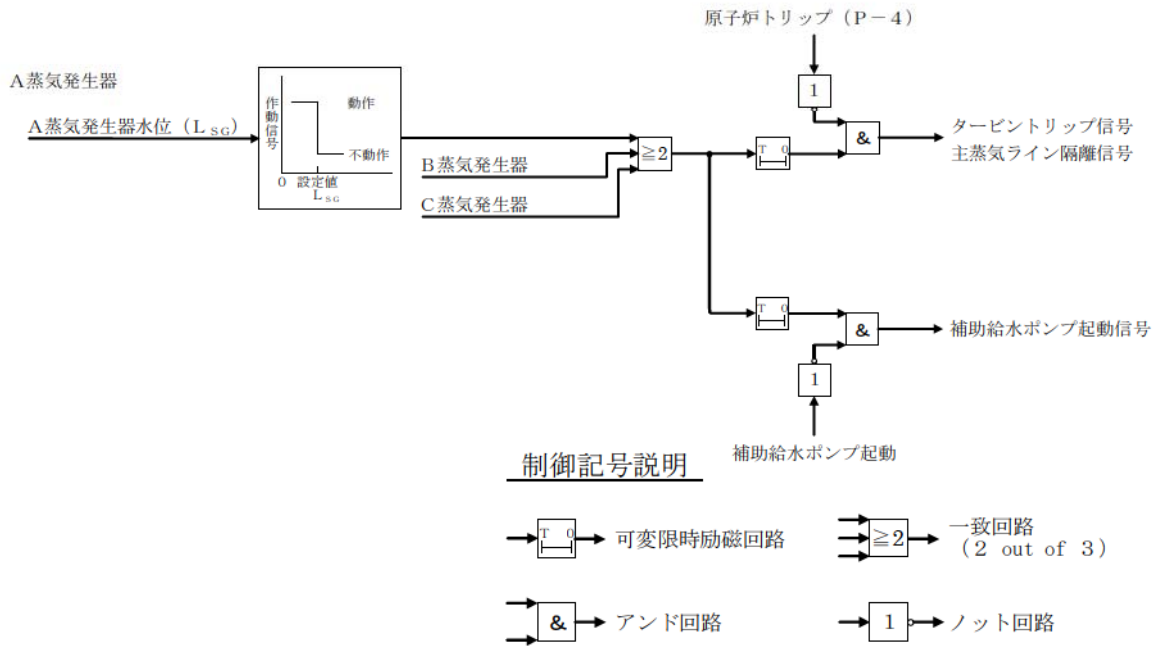 原子炉トリップ（Ｐ－４）
Ａ蒸気発生器
Ａ蒸気発生器水位（ＬSG）
作動信号
動作
不動作
0
設定値
ＬSG
Ｂ蒸気発生器
Ｃ蒸気発生器
≧2
1
T 0
&
タービントリップ信号
主蒸気ライン隔離信号
T 0
&
補助給水ポンプ起動信号
1
補助給水ポンプ起動
制御記号説明
T 0
可変限時励磁回路
≧2
一致回路
（２ out of ３）
&
アンド回路
1
ノット回路